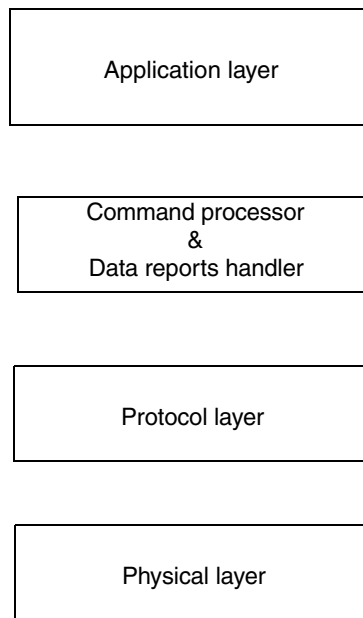 Application layer
Command processor
&
Data reports handler
Protocol layer
Physical layer